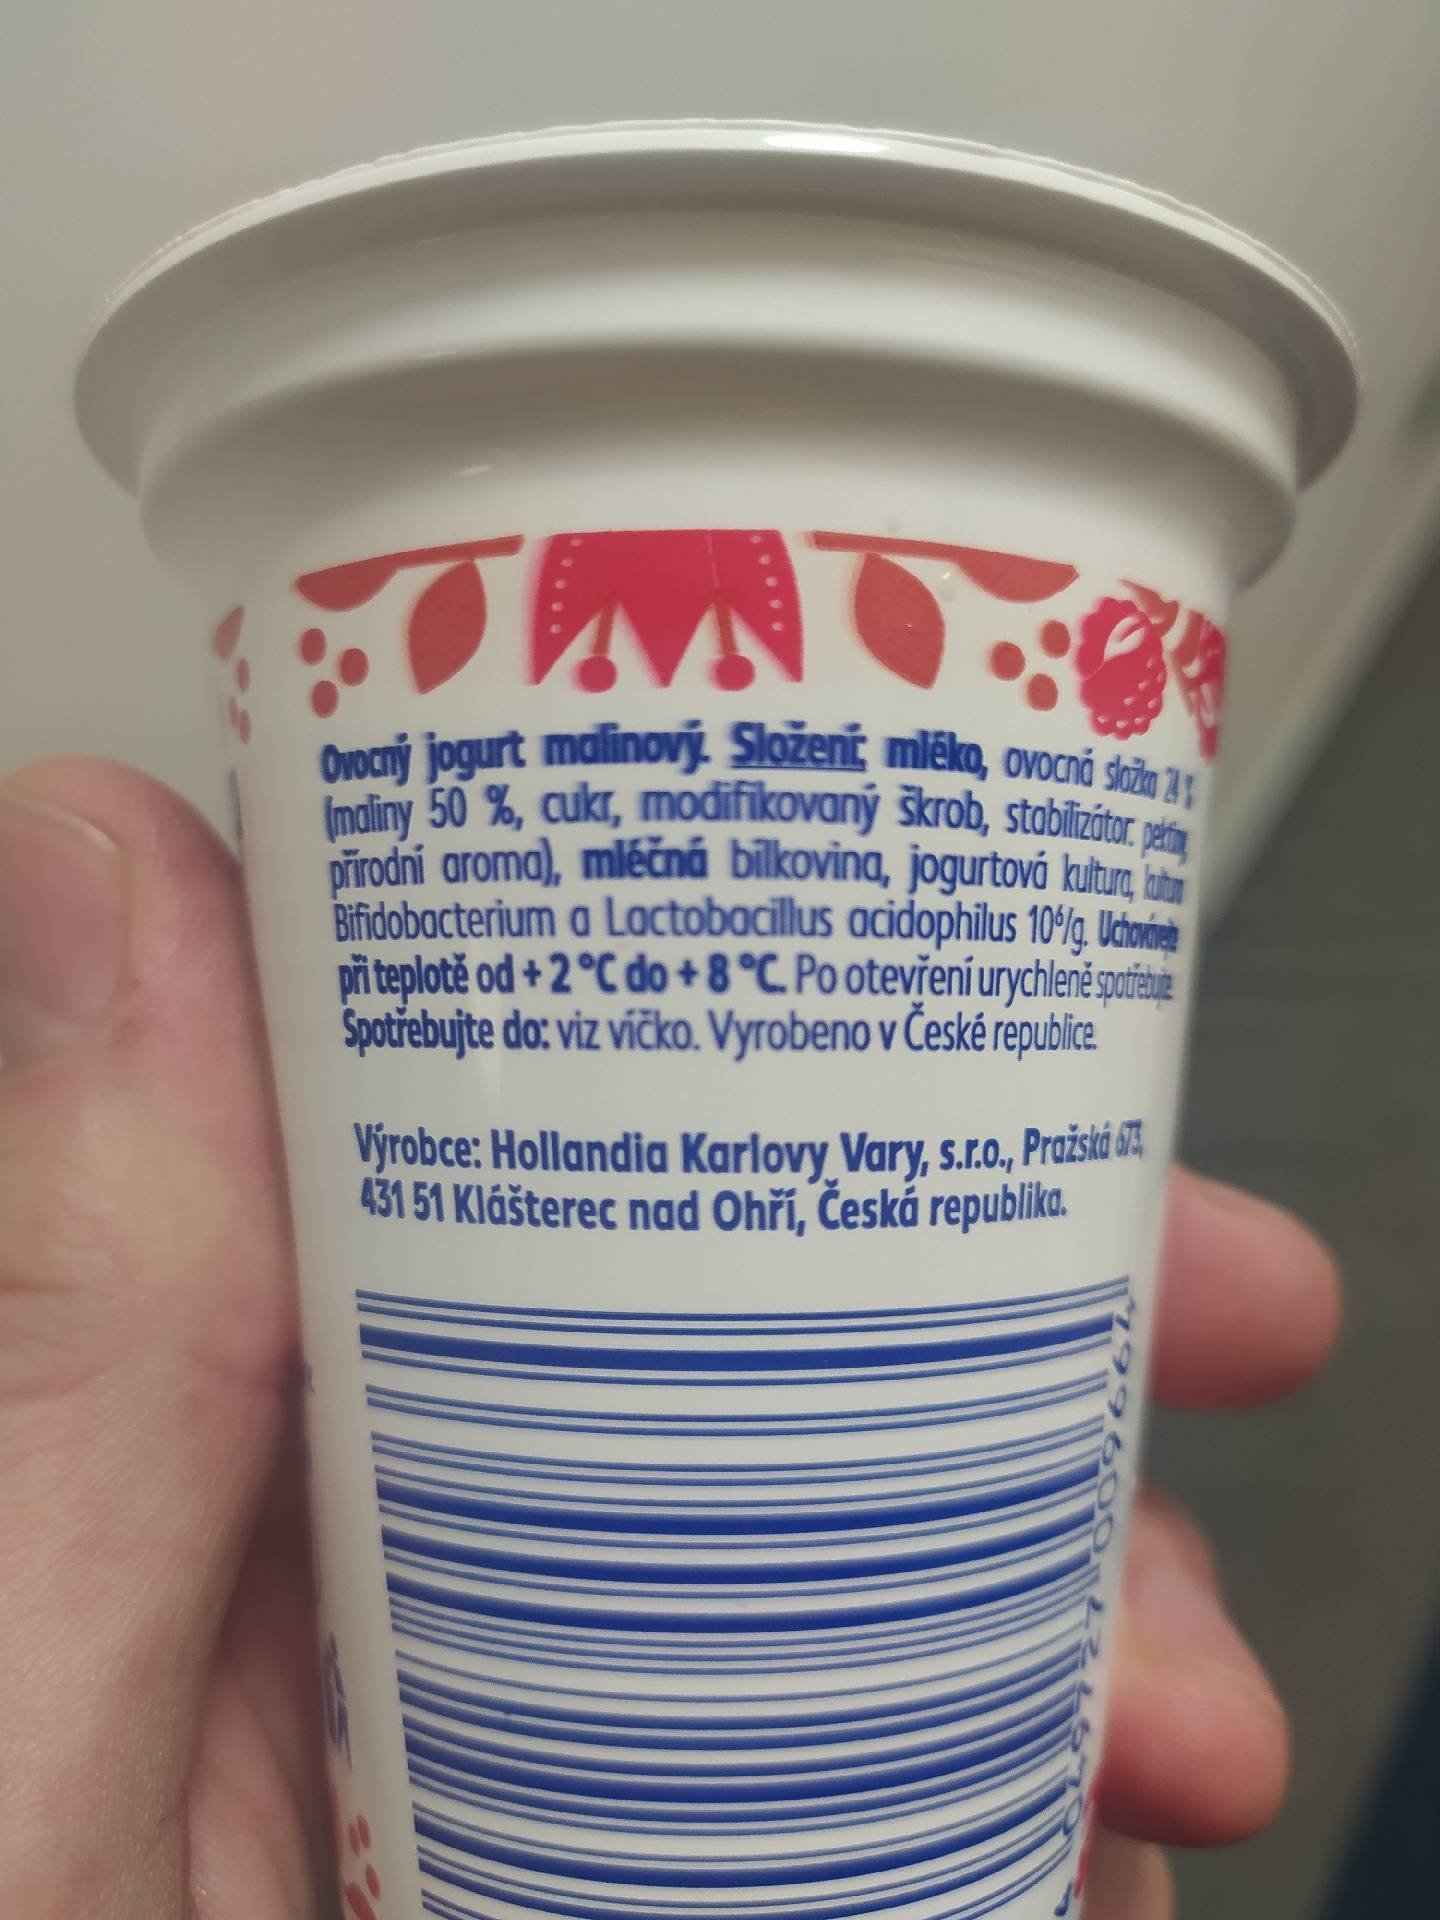 Ovocný jogurt malinový. Složení: mléko, ovocná složka 24 %
(maliny 50 %, cukr, modifikovaný škrob, stabilizátor: pektiny,
přírodní aroma), mléčná bílkovina, jogurtová kultura, kultura
Bifidobacterium a Lactobacillus acidophilus 10⁶/g. Uchovávejte
při teplotě od + 2 °C do + 8 °C. Po otevření urychleně spotřebujte.
Spotřebujte do: viz víčko. Vyrobeno v České republice.
Výrobce: Hollandia Karlovy Vary, s.r.o., Pražská 673,
431 51 Klášterec nad Ohří, Česká republika.